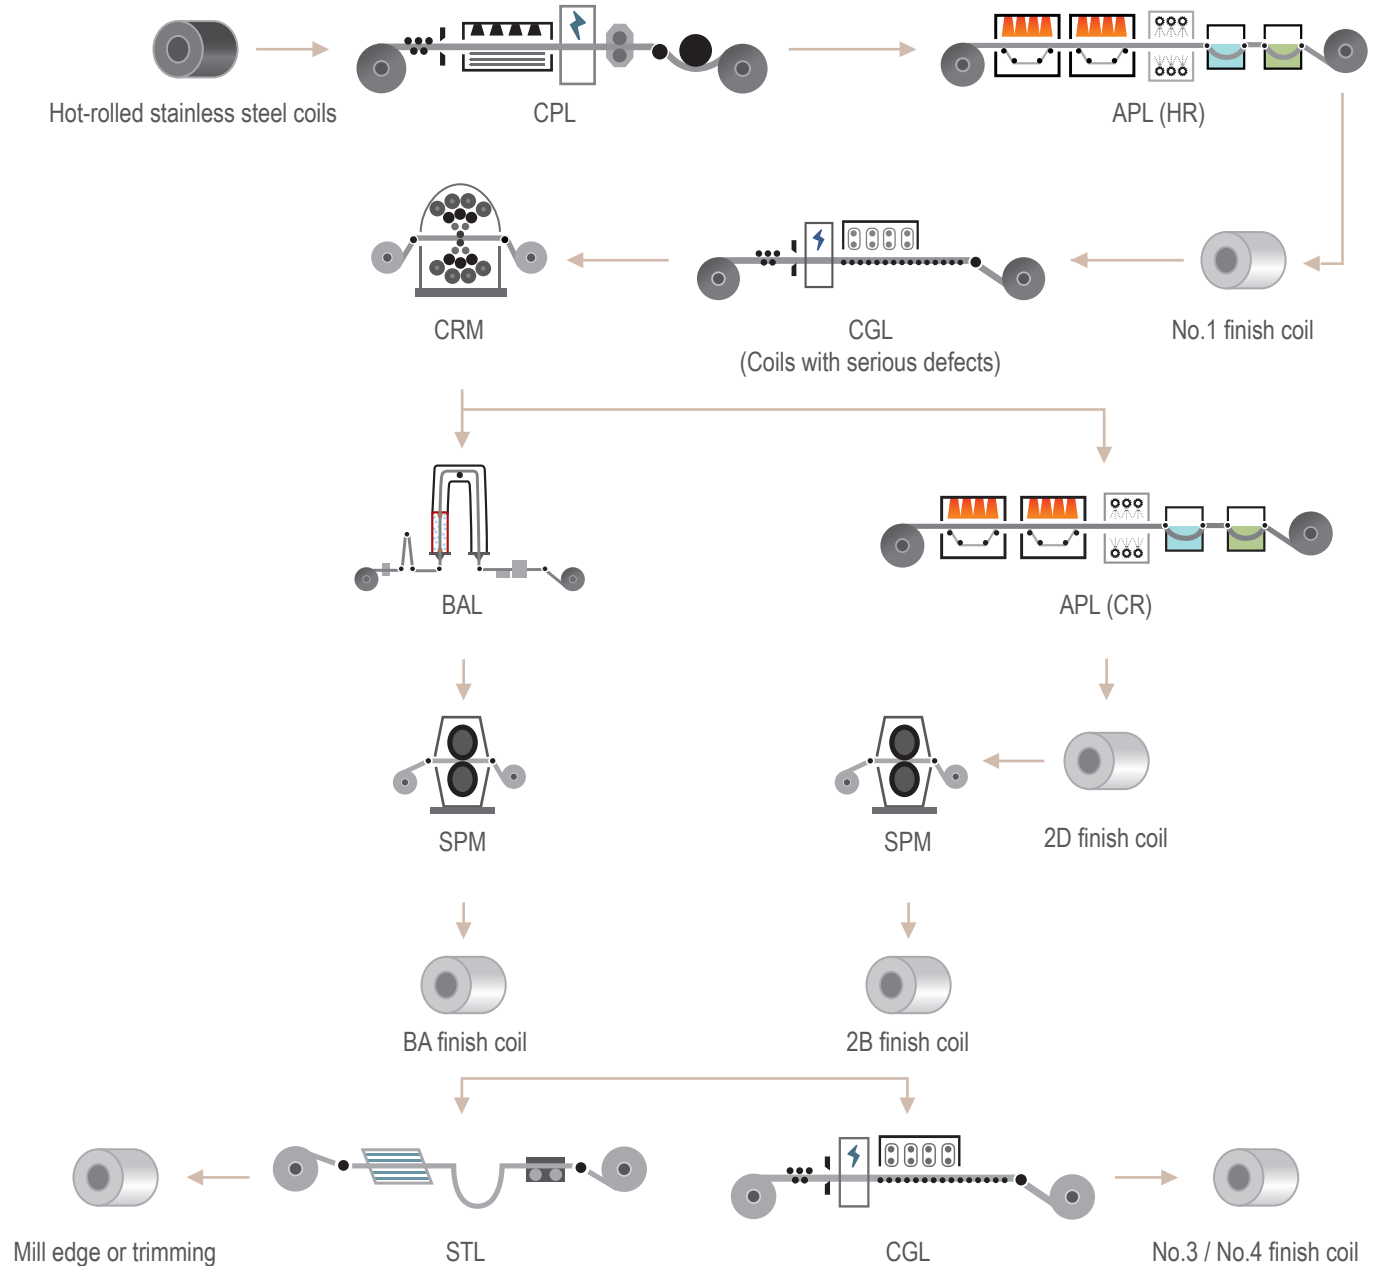 Hot-rolled stainless steel coils
CPL
APL (HR)
CRM
CGL
(Coils with serious defects)
No.1 finish coil
BAL
APL (CR)
SPM
SPM
2D finish coil
BA finish coil
2B finish coil
Mill edge or trimming
STL
CGL
No.3 / No.4 finish coil